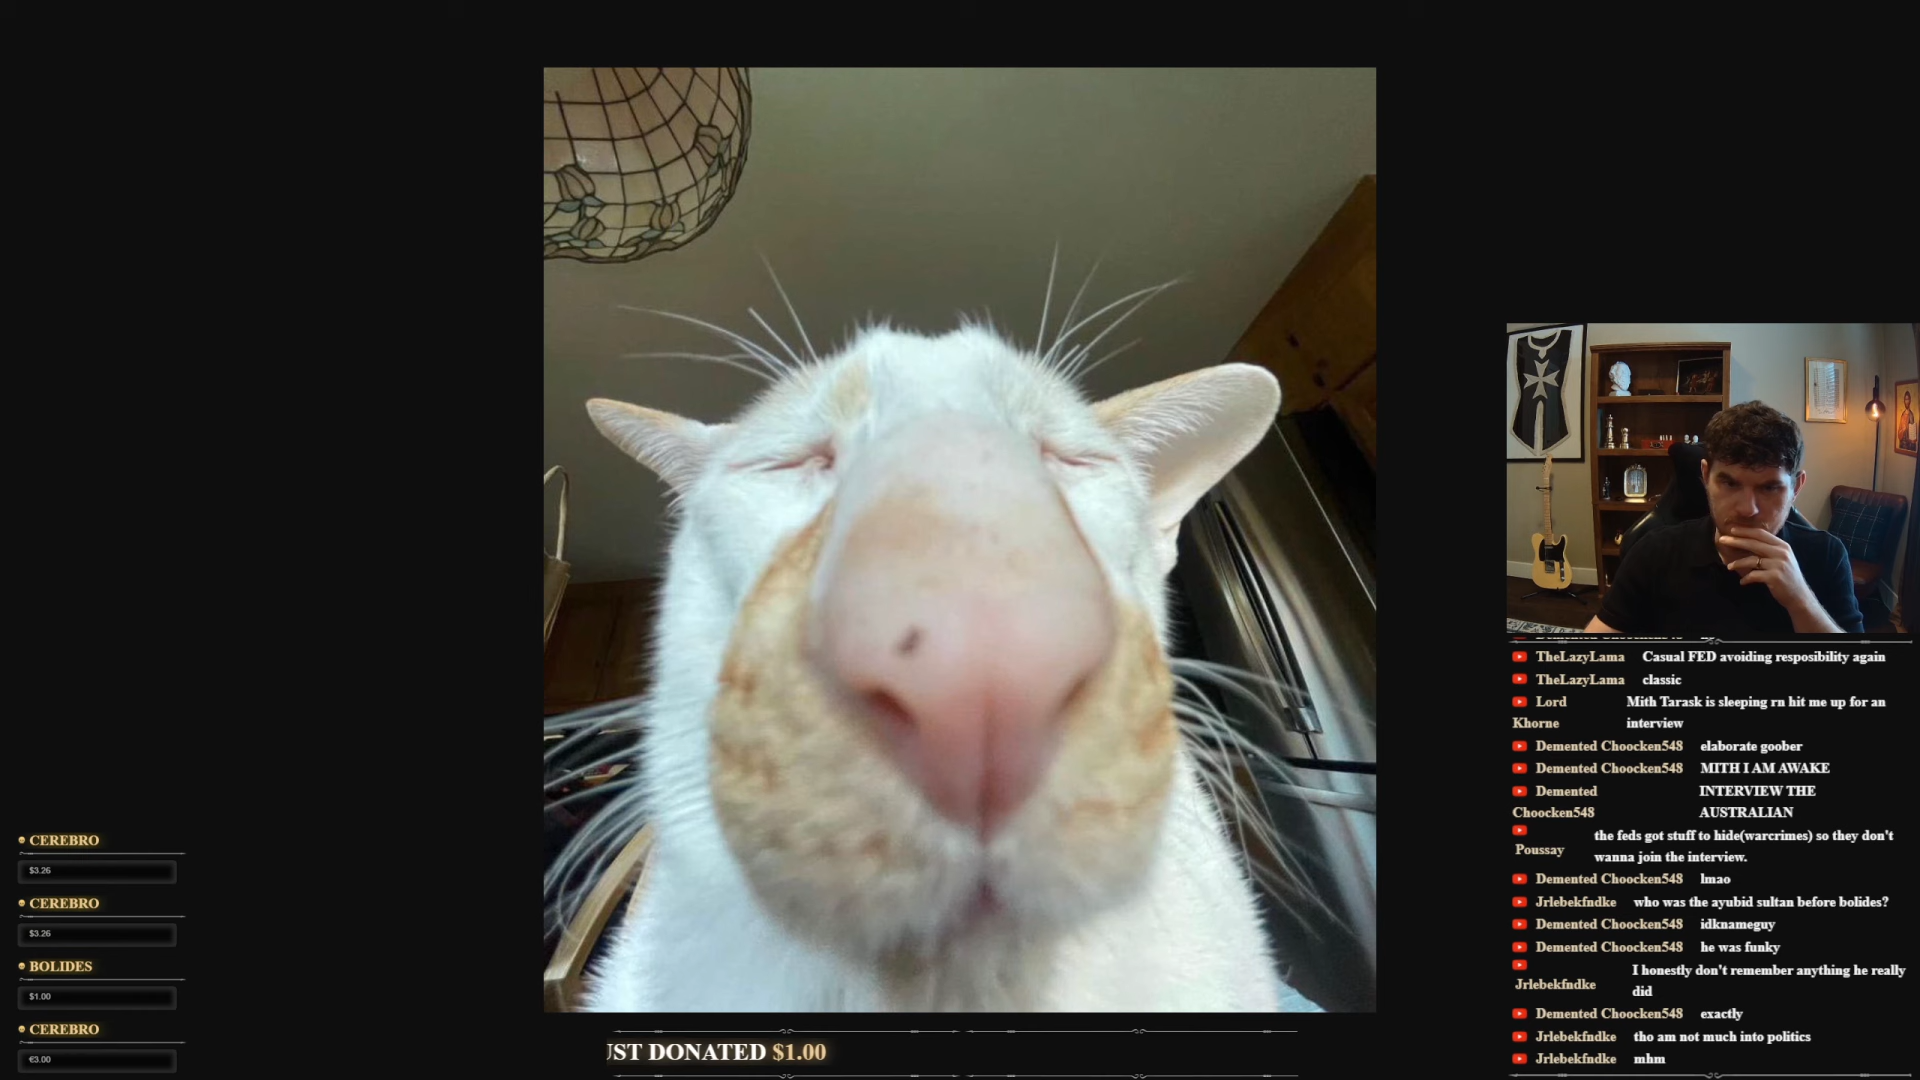 CEREBRO
$3.26
CEREBRO
$3.26
BOLIDES
$1.00
CEREBRO
€3.00
UST DONATED $1.00
TheLazyLama Casual FED avoiding resposibility again
TheLazyLama classic
Lord Mith Tarask is sleeping rn hit me up for an
Khorne interview
Demented Choocken548 elaborate goober
Demented Choocken548 MITH I AM AWAKE
Demented INTERVIEW THE
Choocken548 AUSTRALIAN
the feds got stuff to hide(warcrimes) so they don't
Poussay wanna join the interview.
Demented Choocken548 lmao
Jrlebekfndke who was the ayubid sultan before bolides?
Demented Choocken548 idknameguy
Demented Choocken548 he was funky
I honestly don't remember anything he really
Jrlebekfndke did
Demented Choocken548 exactly
Jrlebekfndke tho am not much into politics
Jrlebekfndke mhm